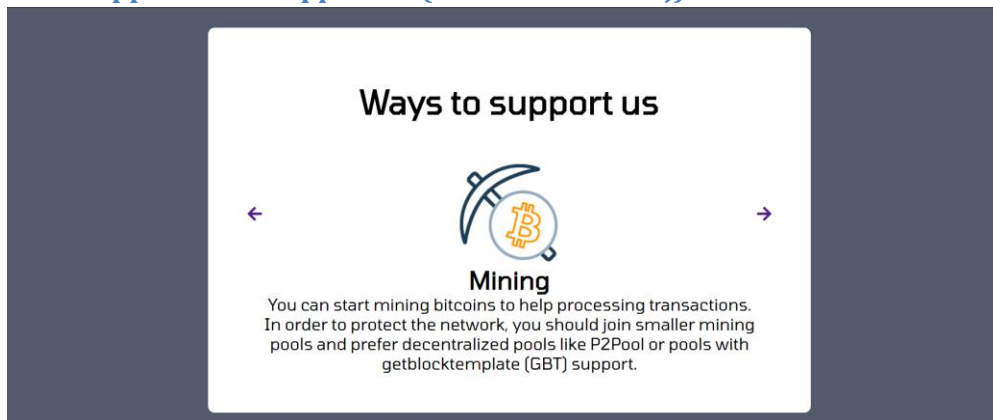 Ways to support us
Mining
You can start mining bitcoins to help processing transactions.
In order to protect the network, you should join smaller mining
pools and prefer decentralized pools like P2Pool or pools with
getblocktemplate (GBT) support.